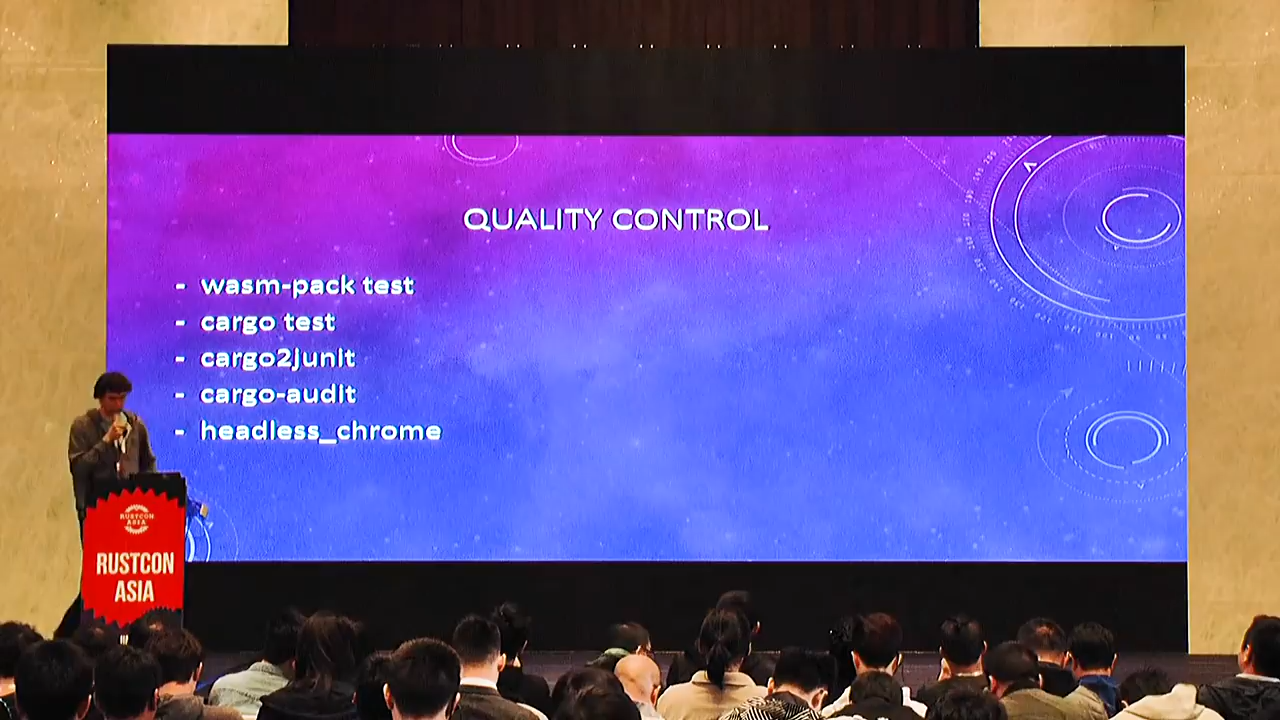 QUALITY CONTROL
- wasm-pack test
- cargo test
- cargo2junit
- cargo-audit
- headless_chrome
RUSTCON
ASIA
RUSTCON
ASIA